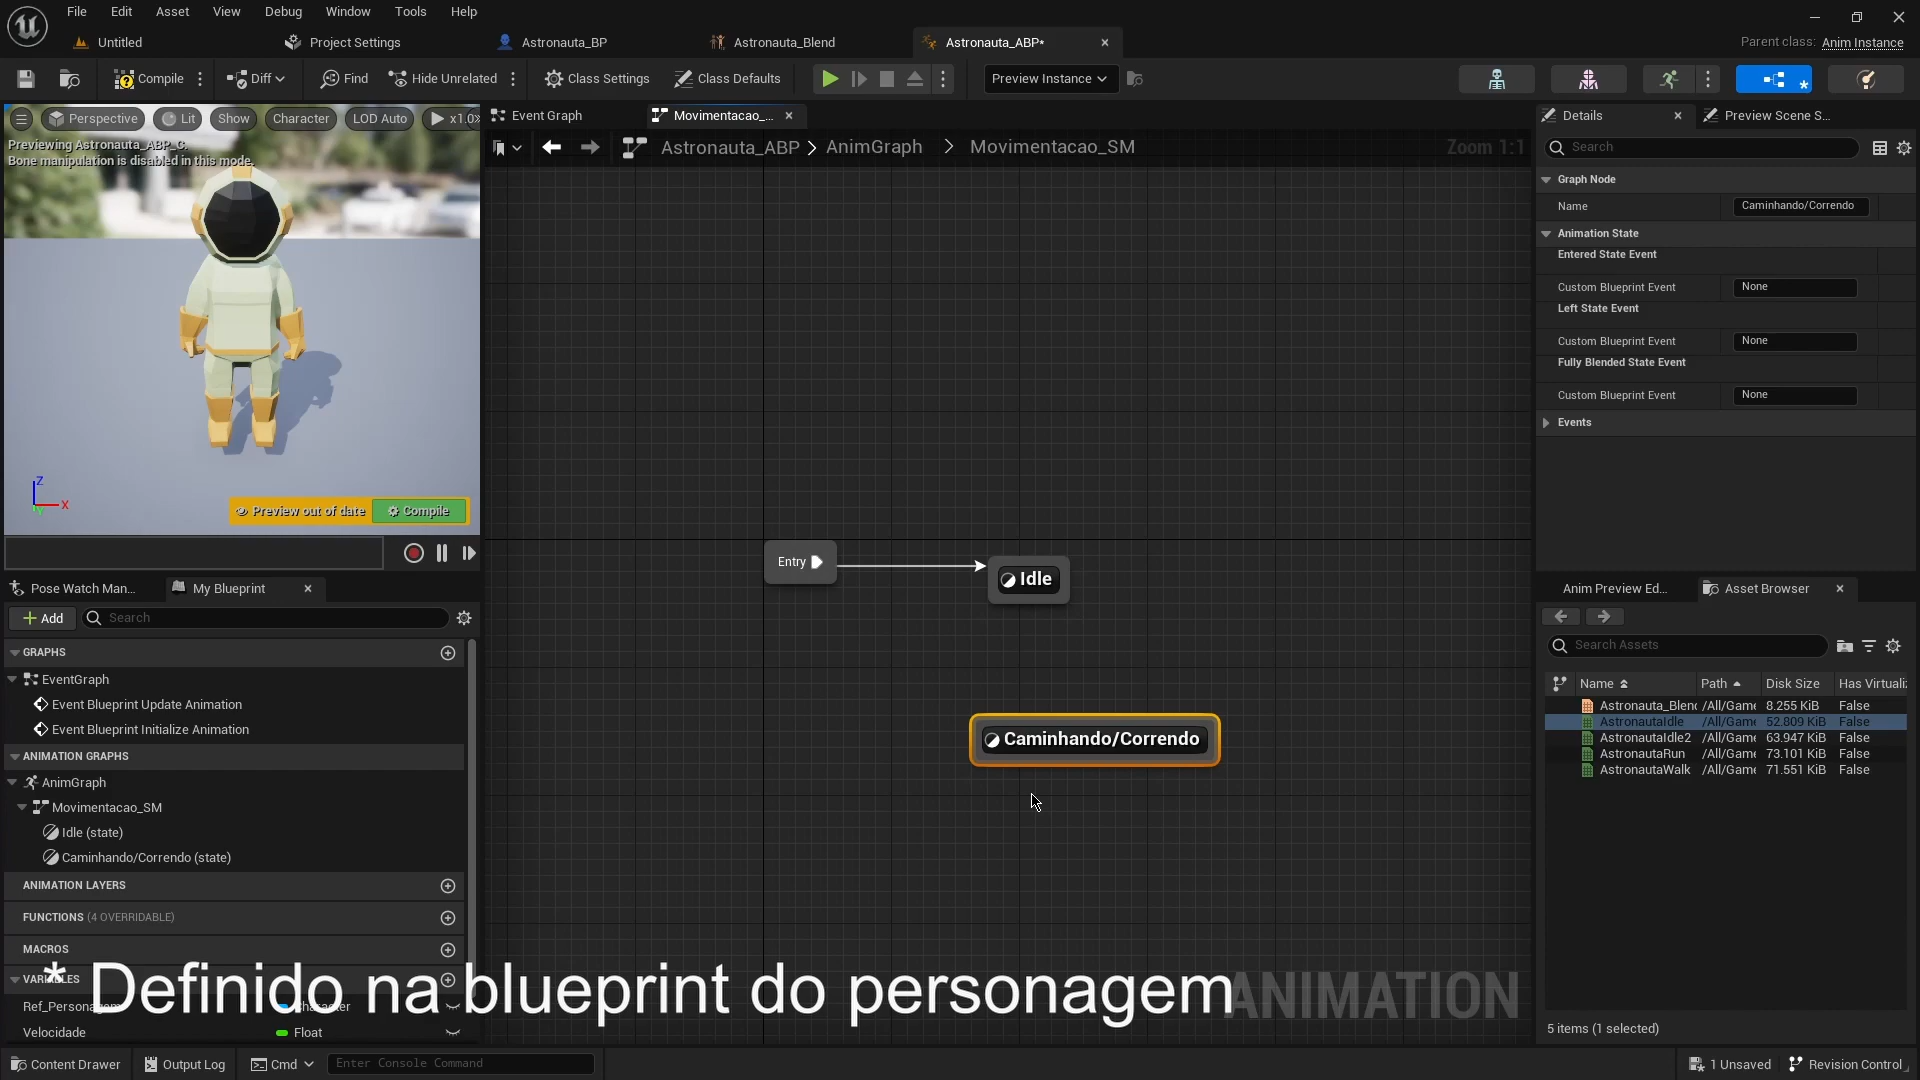 File Edit Asset View Debug Window Tools Help
Untitled Project Settings Astronauta_BP Astronauta_Blend Astronauta_ABP* Parent class: Anim Instance
Compile Diff Find Hide Unrelated Class Settings Class Defaults Preview Instance
Perspective Lit Show Character LOD Auto x1.0
Previewing Astronauta_ABP_C.
Bone manipulation is disabled in this mode.
Z
X
Preview out of date Compile
Event Graph Movimentacao_...
Astronauta_ABP > AnimGraph > Movimentacao_SM Zoom 1:1
Entry
Idle
Caminhando/Correndo
ANIMATION
Pose Watch Man... My Blueprint
Add Search
GRAPHS
EventGraph
Event Blueprint Update Animation
Event Blueprint Initialize Animation
ANIMATION GRAPHS
AnimGraph
Movimentacao_SM
Idle (state)
Caminhando/Correndo (state)
ANIMATION LAYERS
FUNCTIONS (4 OVERRIDABLE)
MACROS
VARIABLES
* Definido na blueprint do personagem
Ref_Personagem Character
Velocidade Float
Details Preview Scene S...
Search
Graph Node
Name Caminhando/Correndo
Animation State
Entered State Event
Custom Blueprint Event None
Left State Event
Custom Blueprint Event None
Fully Blended State Event
Custom Blueprint Event None
Events
Anim Preview Ed... Asset Browser
Search Assets
Name Path Disk Size Has Virtuali
Astronauta_Blend /All/Game 8.255 KiB False
AstronautaIdle /All/Game 52.809 KiB False
AstronautaIdle2 /All/Game 63.947 KiB False
AstronautaRun /All/Game 73.101 KiB False
AstronautaWalk /All/Game 71.551 KiB False
5 items (1 selected)
Content Drawer Output Log Cmd Enter Console Command 1 Unsaved Revision Control